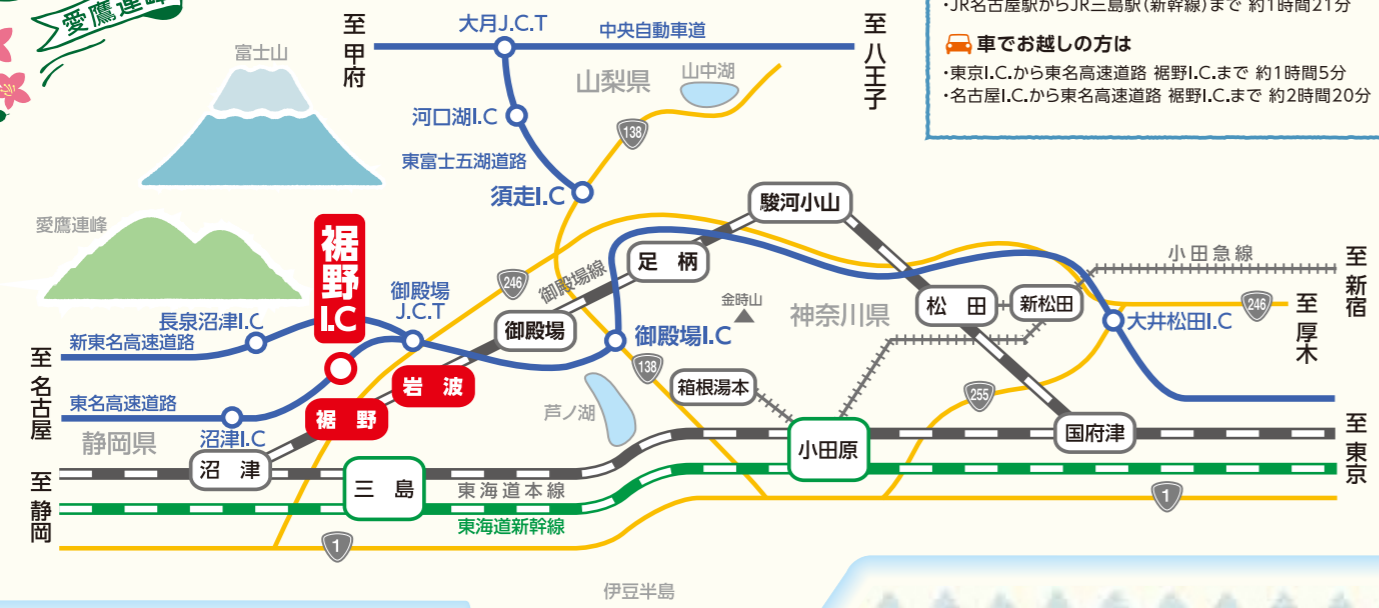 愛鷹連峰
・JR名古屋駅からJR三島駅(新幹線)まで 約1時間21分
車でお越しの方は
・東京I.C.から東名高速道路 裾野I.C.まで 約1時間5分
・名古屋I.C.から東名高速道路 裾野I.C.まで 約2時間20分
至甲府
大月J.C.T
中央自動車道
至八王子
富士山
山梨県
山中湖
河口湖I.C
138
東富士五湖道路
須走I.C
駿河小山
愛鷹連峰
裾野I.C
足柄
小田急線
至新宿
246
御殿場線
御殿場
J.C.T
金時山
神奈川県
松田
新松田
246
至厚木
長泉沼津I.C
新東名高速道路
御殿場
御殿場I.C
大井松田I.C
至名古屋
138
岩波
箱根湯本
255
東名高速道路
裾野
芦ノ湖
静岡県
沼津I.C
小田原
国府津
至東京
沼津
三島
東海道本線
至静岡
東海道新幹線
1
1
伊豆半島